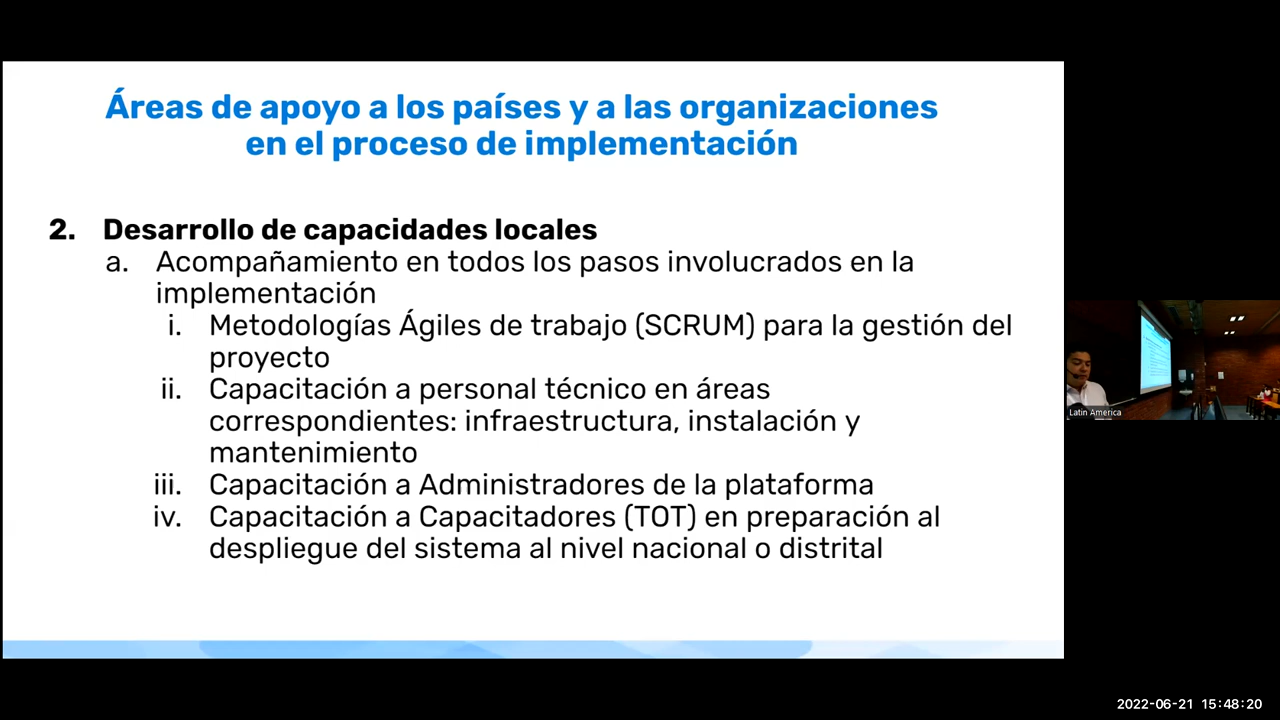 Áreas de apoyo a los países y a las organizaciones
en el proceso de implementación
2. Desarrollo de capacidades locales
a. Acompañamiento en todos los pasos involucrados en la
implementación
i. Metodologías Ágiles de trabajo (SCRUM) para la gestión del
proyecto
ii. Capacitación a personal técnico en áreas
correspondientes: infraestructura, instalación y
mantenimiento
iii. Capacitación a Administradores de la plataforma
iv. Capacitación a Capacitadores (TOT) en preparación al
despliegue del sistema al nivel nacional o distrital
Latin America
2022-06-21 15:48:20